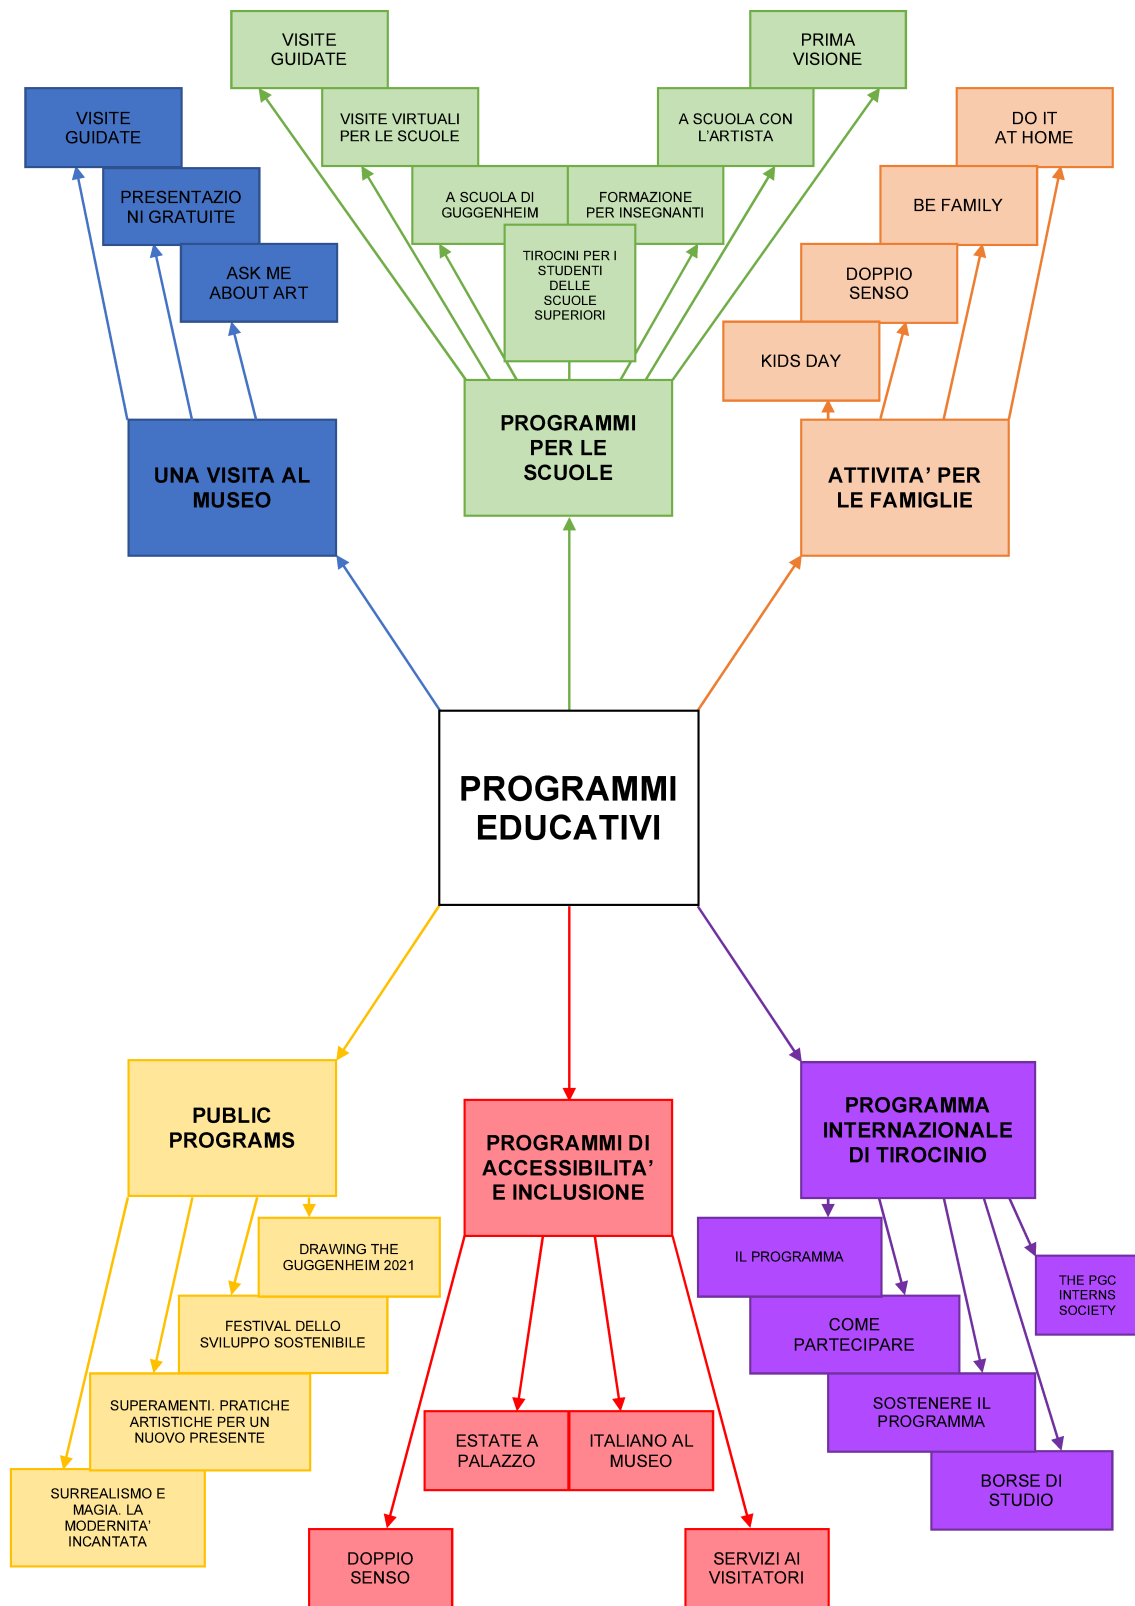 VISITE
GUIDATE
PRIMA
VISIONE
VISITE
GUIDATE
VISITE VIRTUALI
PER LE SCUOLE
A SCUOLA CON
L'ARTISTA
DO IT
AT HOME
PRESENTAZIO
NI GRATUITE
A SCUOLA DI
GUGGENHEIM
FORMAZIONE
PER INSEGNANTI
BE FAMILY
ASK ME
ABOUT ART
TIROCINI PER I
STUDENTI
DELLE
SCUOLE
SUPERIORI
DOPPIO
SENSO
KIDS DAY
UNA VISITA AL
MUSEO
PROGRAMMI
PER LE
SCUOLE
ATTIVITA' PER
LE FAMIGLIE
PROGRAMMI
EDUCATIVI
PUBLIC
PROGRAMS
PROGRAMMI DI
ACCESSIBILITA'
E INCLUSIONE
PROGRAMMA
INTERNAZIONALE
DI TIROCINIO
DRAWING THE
GUGGENHEIM 2021
IL PROGRAMMA
THE PGC
INTERNS
SOCIETY
FESTIVAL DELLO
SVILUPPO SOSTENIBILE
COME
PARTECIPARE
SUPERAMENTI. PRATICHE
ARTISTICHE PER UN
NUOVO PRESENTE
ESTATE A
PALAZZO
ITALIANO AL
MUSEO
SOSTENERE IL
PROGRAMMA
SURREALISMO E
MAGIA. LA
MODERNITA'
INCANTATA
BORSE DI
STUDIO
DOPPIO
SENSO
SERVIZI AI
VISITATORI